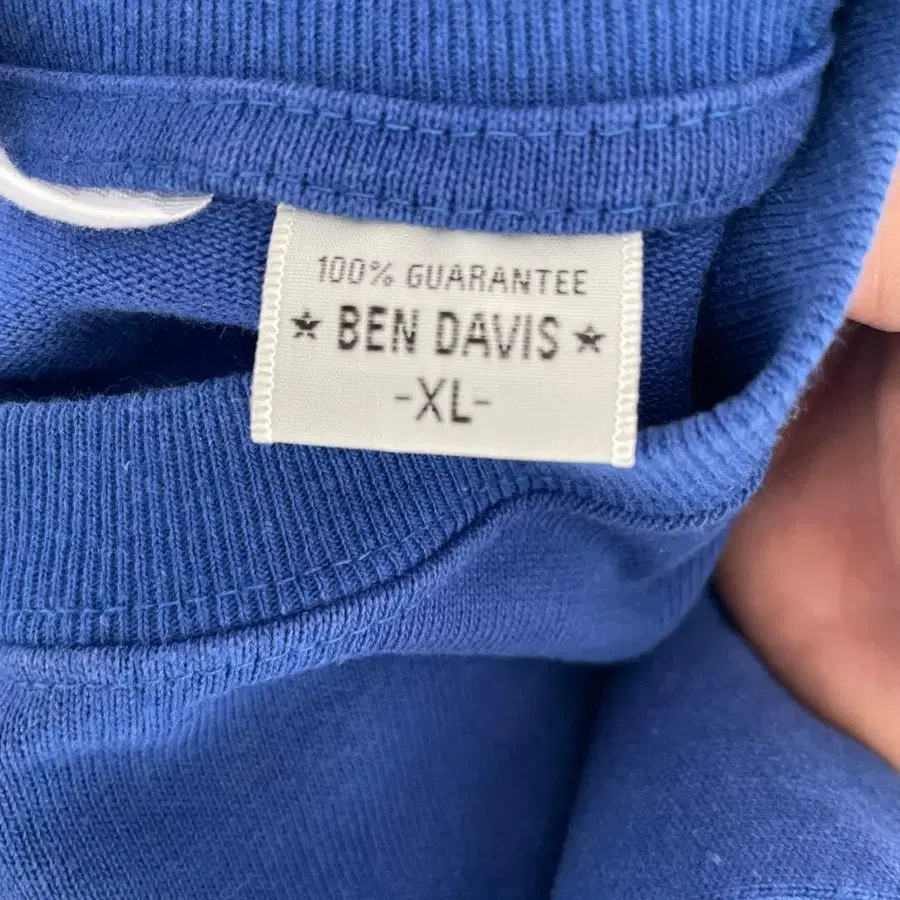 100% GUARANTEE
★ BEN DAVIS ★
-XL-